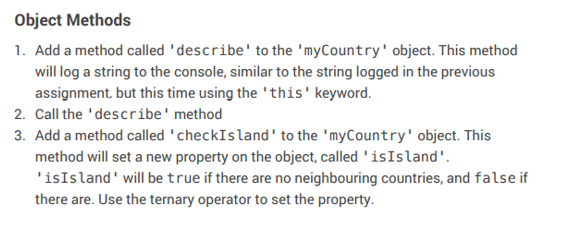 Object Methods
1. Add a method called 'describe' to the 'myCountry' object. This method
will log a string to the console, similar to the string logged in the previous
assignment, but this time using the 'this' keyword.
2. Call the 'describe' method
3. Add a method called 'checkIsland' to the 'myCountry' object. This
method will set a new property on the object, called 'isIsland'.
'isIsland' will be true if there are no neighbouring countries, and false if
there are. Use the ternary operator to set the property.